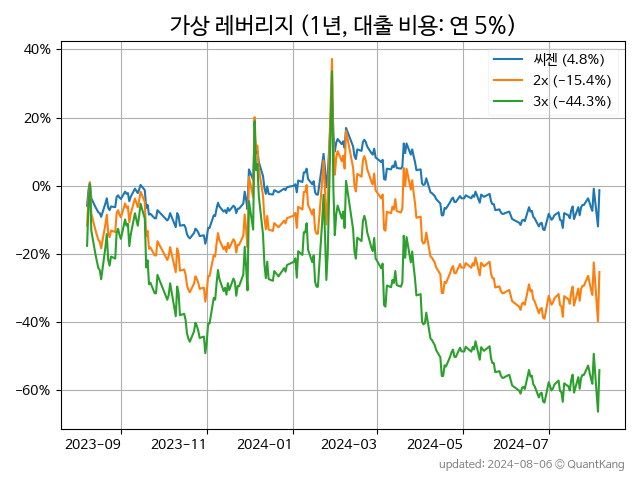 가상 레버리지 (1년, 대출 비용: 연 5%)
40%
20%
0%
−20%
−40%
−60%
씨젠 (4.8%)
2x (−15.4%)
3x (−44.3%)
2023-09 2023-11 2024-01 2024-03 2024-05 2024-07
updated: 2024-08-06 ⓒ QuantKang